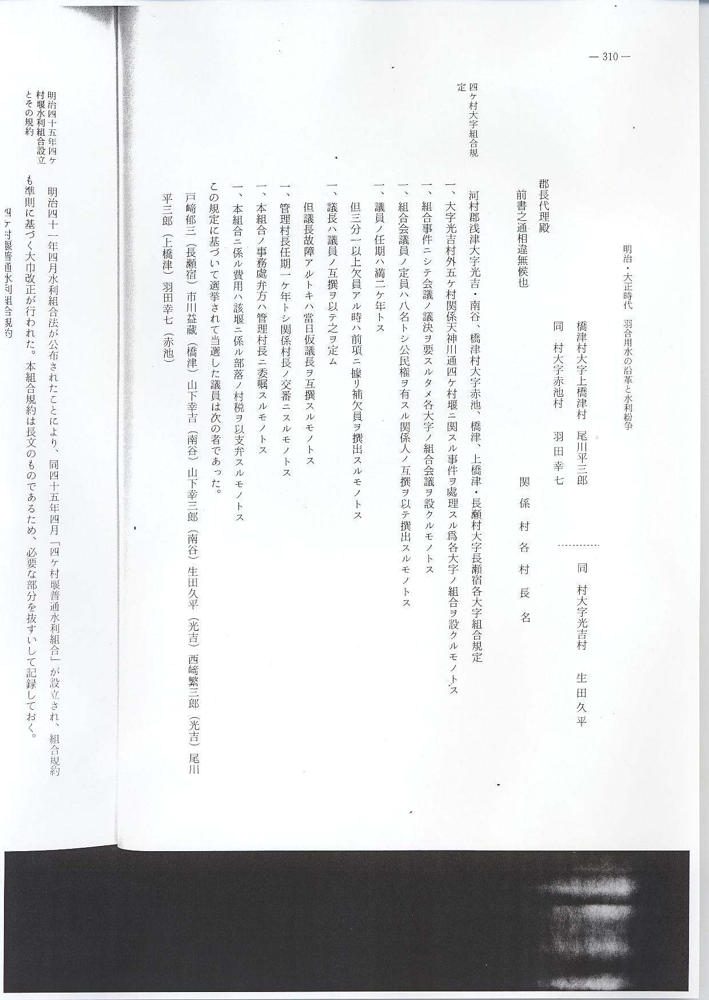 ― 310 ―
明治・大正時代　羽合用水の沿革と水利紛争
橋津村大字上橋津村　尾川平三郎
同　村大字光吉村　生田久平
同　村大字赤池村　羽田幸七
郡長代理殿
前書之通相違無候也
関係村各村長名
四ケ村大字組合規
定
河村郡浅津大字光吉・南谷、橋津村大字赤池、橋津、上橋津・長瀬村大字長瀬宿各大字組合規定
一、大字光吉村外五ケ村関係天神川通四ケ村堰ニ関スル事件ヲ處理スル爲各大字ノ組合ヲ設クルモノトス
一、組合事件ニシテ会議ノ議決ヲ要スルタメ各大字ノ組合会議ヲ設クルモノトス
一、組合会議員ノ定員ハ八名トシ公民権ヲ有スル関係人ノ互撰ヲ以テ撰出スルモノトス
一、議員ノ任期ハ満二ケ年トス
但三分一以上欠員アル時ハ前項ニ據リ補欠員ヲ撰出スルモノトス
一、議長ハ議員ノ互撰ヲ以テ之ヲ定ム
但議長故障アルトキハ當日仮議長ヲ互撰スルモノトス
一、管理村長任期一ケ年トシ関係村長ノ交番ニスルモノトス
一、本組合ノ事務處弁方ハ管理村長ニ委嘱スルモノトス
一、本組合ニ係ル費用ハ該堰ニ係ル部落ノ村税ヲ以支弁スルモノトス
この規定に基づいて選挙されて当選した議員は次の者であった。
戸﨑郁三（長瀬宿）市川益蔵（橋津）山下幸吉（南谷）山下幸三郎（南谷）生田久平（光吉）西﨑繁三郎（光吉）尾川
平三郎（上橋津）羽田幸七（赤池）
明治四十五年四ケ
村堰水利組合設立
とその規約
明治四十一年四月水利組合法が公布されたことにより、同四十五年四月「四ケ村堰普通水利組合」が設立され、組合規約
も準則に基づく大巾改正が行われた。本組合規約は長文のものであるため、必要な部分を抜すいして記録しておく。
四ケ村堰普通水利組合規約